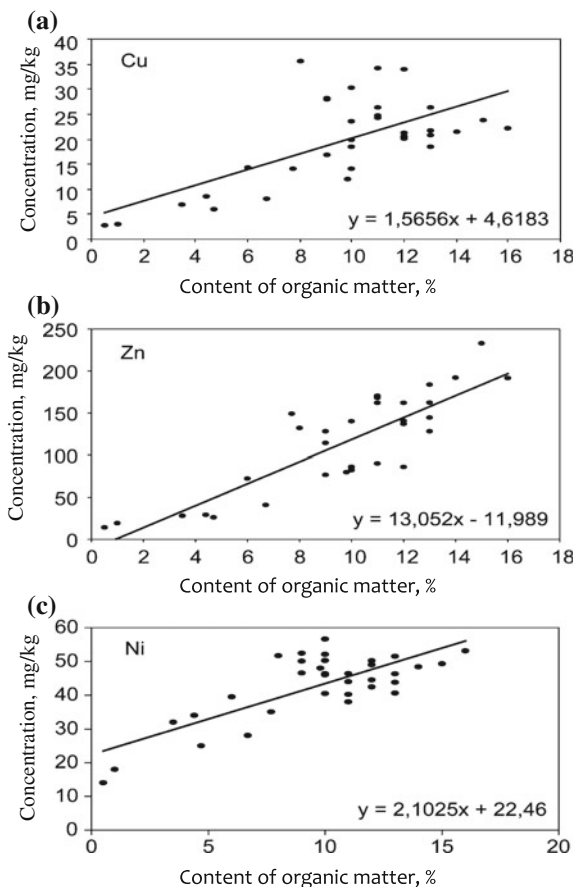 (a)
Concentration, mg/kg
40
35
30
25
20
15
10
5
0
Cu
y = 1,5656x + 4,6183
0 2 4 6 8 10 12 14 16 18
Content of organic matter, %
(b)
Concentration, mg/kg
250
200
150
100
50
0
Zn
y = 13,052x - 11,989
0 2 4 6 8 10 12 14 16 18
Content of organic matter, %
(c)
Concentration, mg/kg
60
50
40
30
20
10
0
Ni
y = 2,1025x + 22,46
0 5 10 15 20
Content of organic matter, %